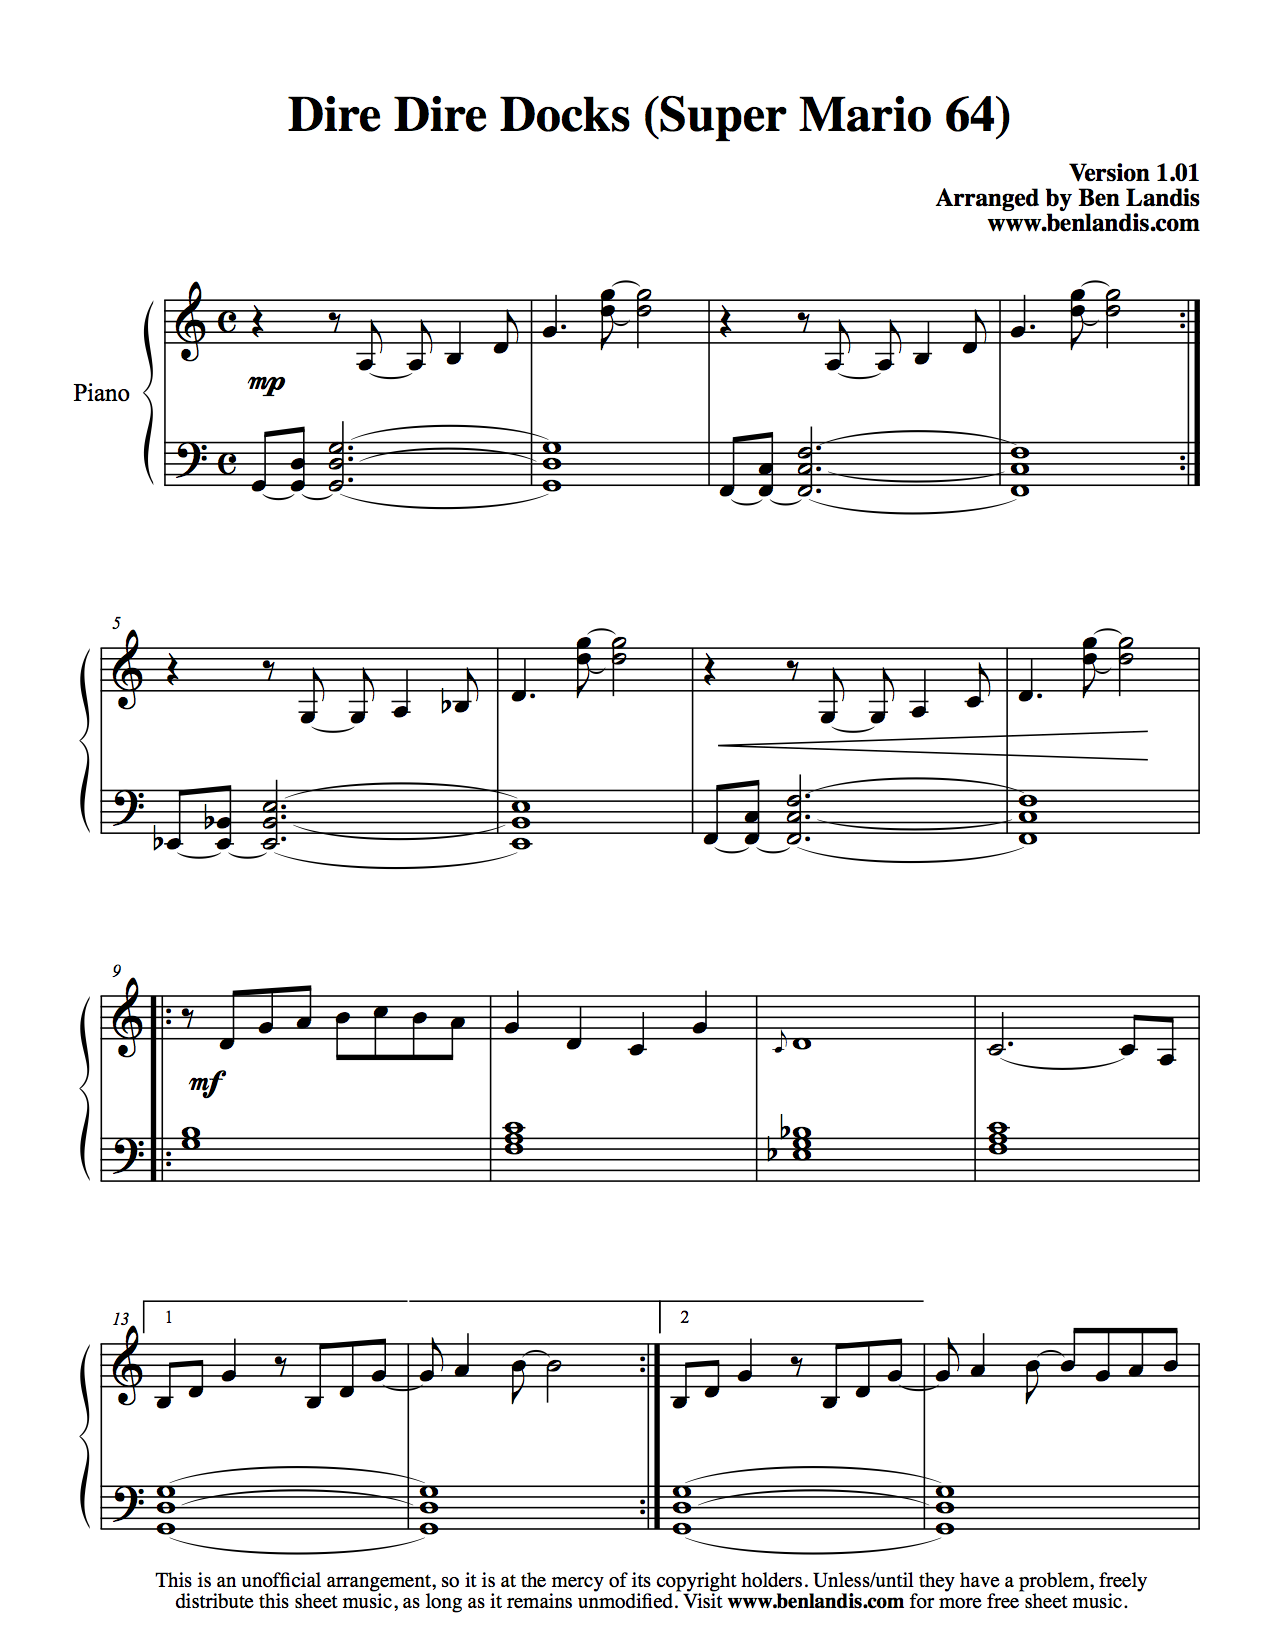 Dire Dire Docks (Super Mario 64)
Version 1.01
Arranged by Ben Landis
www.benlandis.com
Piano
mp
5
9
mf
13
1
2
This is an unofficial arrangement, so it is at the mercy of its copyright holders. Unless/until they have a problem, freely
distribute this sheet music, as long as it remains unmodified. Visit www.benlandis.com for more free sheet music.